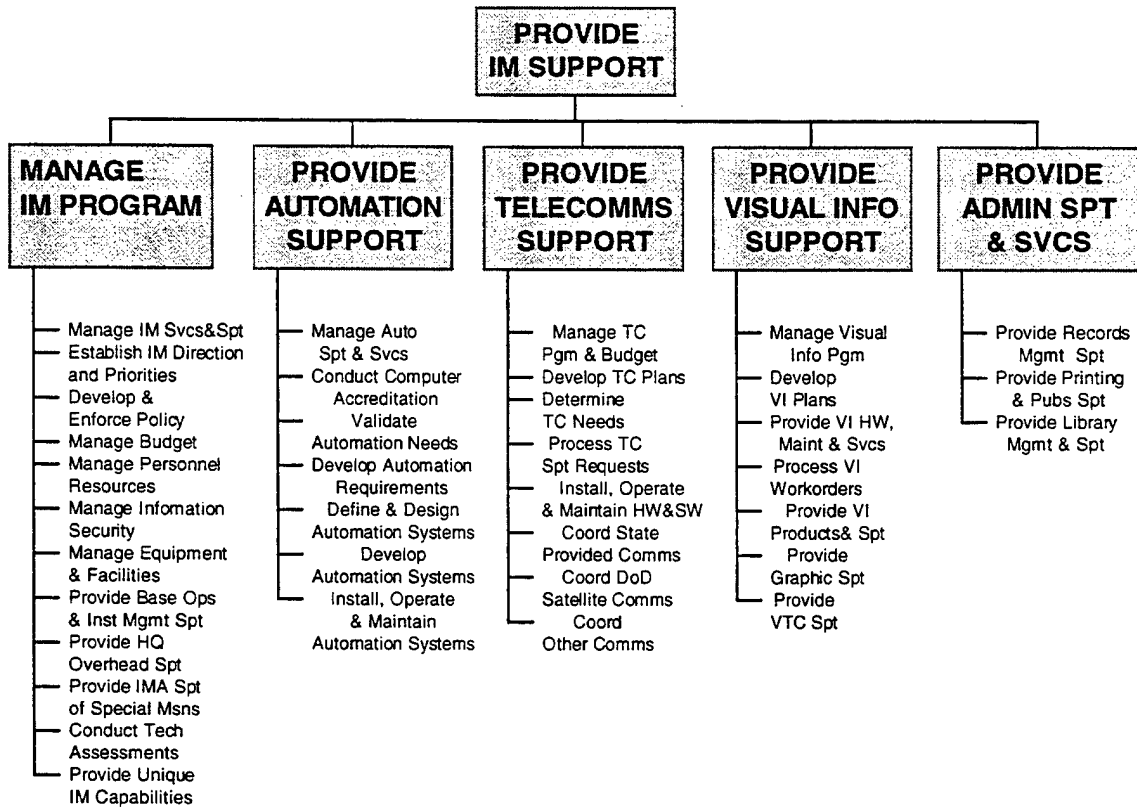 PROVIDE
IM SUPPORT
MANAGE
IM PROGRAM
PROVIDE
AUTOMATION
SUPPORT
PROVIDE
TELECOMMS
SUPPORT
PROVIDE
VISUAL INFO
SUPPORT
PROVIDE
ADMIN SPT
& SVCS
Manage IM Svcs&Spt
Establish IM Direction
and Priorities
Develop &
Enforce Policy
Manage Budget
Manage Personnel
Resources
Manage Infomation
Security
Manage Equipment
& Facilities
Provide Base Ops
& Inst Mgmt Spt
Provide HQ
Overhead Spt
Provide IMA Spt
of Special Msns
Conduct Tech
Assessments
Provide Unique
IM Capabilities
Manage Auto
Spt & Svcs
Conduct Computer
Accreditation
Validate
Automation Needs
Develop Automation
Requirements
Define & Design
Automation Systems
Develop
Automation Systems
Install, Operate
& Maintain
Automation Systems
Manage TC
Pgm & Budget
Develop TC Plans
Determine
TC Needs
Process TC
Spt Requests
Install, Operate
& Maintain HW&SW
Coord State
Provided Comms
Coord DoD
Satellite Comms
Coord
Other Comms
Manage Visual
Info Pgm
Develop
VI Plans
Provide VI HW,
Maint & Svcs
Process VI
Workorders
Provide VI
Products& Spt
Provide
Graphic Spt
Provide
VTC Spt
Provide Records
Mgmt Spt
Provide Printing
& Pubs Spt
Provide Library
Mgmt & Spt